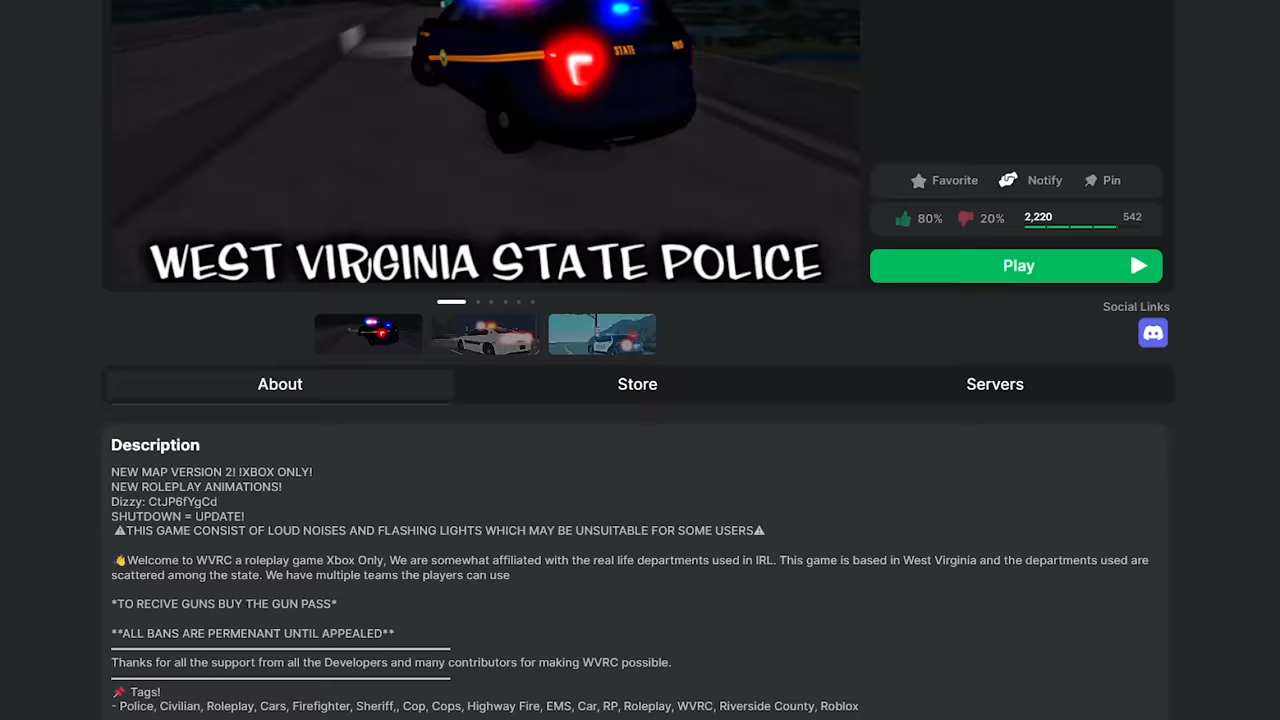 STATE
WEST VIRGINIA STATE POLICE
Favorite
Notify
Pin
80%
20%
2,220
542
Play
Social Links
About
Store
Servers
Description
NEW MAP VERSION 2! !XBOX ONLY!
NEW ROLEPLAY ANIMATIONS!
Dizzy: CtJP6fYgCd
SHUTDOWN = UPDATE!
⚠THIS GAME CONSIST OF LOUD NOISES AND FLASHING LIGHTS WHICH MAY BE UNSUITABLE FOR SOME USERS⚠
👋Welcome to WVRC a roleplay game Xbox Only, We are somewhat affiliated with the real life departments used in IRL. This game is based in West Virginia and the departments used are
scattered among the state. We have multiple teams the players can use
*TO RECIVE GUNS BUY THE GUN PASS*
**ALL BANS ARE PERMENANT UNTIL APPEALED**
Thanks for all the support from all the Developers and many contributors for making WVRC possible.
📌 Tags!
- Police, Civilian, Roleplay, Cars, Firefighter, Sheriff,, Cop, Cops, Highway Fire, EMS, Car, RP, Roleplay, WVRC, Riverside County, Roblox